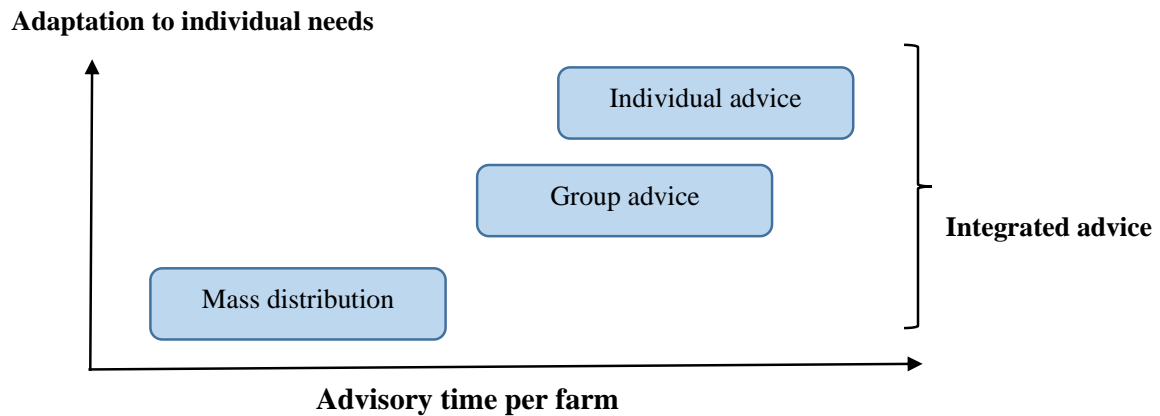 Adaptation to individual needs
Individual advice
Group advice
Integrated advice
Mass distribution
Advisory time per farm